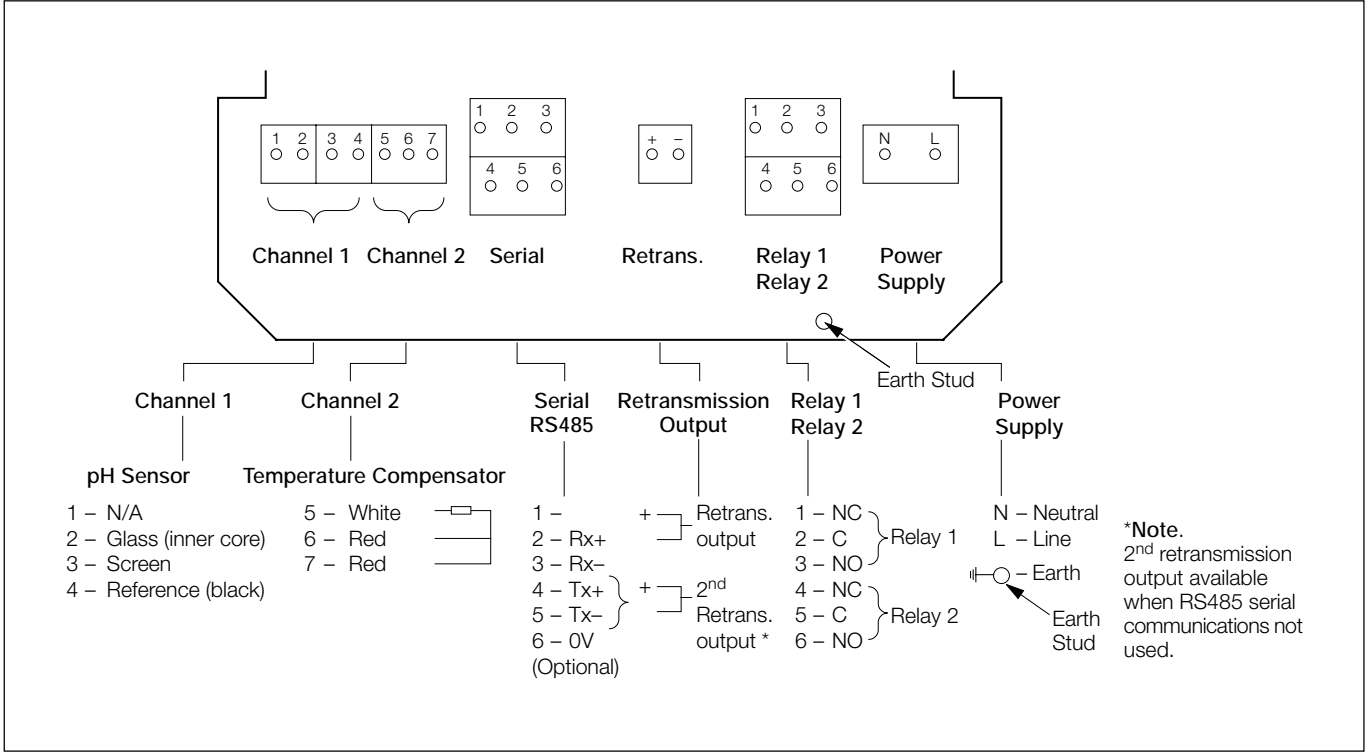 1 2 3 4 5 6 7
1 2 3
4 5 6
+ –
1 2 3
4 5 6
N L
Channel 1
Channel 2
Serial
Retrans.
Relay 1
Relay 2
Power
Supply
Earth Stud
Channel 1
pH Sensor
1 – N/A
2 – Glass (inner core)
3 – Screen
4 – Reference (black)
Channel 2
Temperature Compensator
5 – White
6 – Red
7 – Red
Serial
RS485
1 –
2 – Rx+
3 – Rx–
4 – Tx+
5 – Tx–
6 – 0V
(Optional)
Retransmission
Output
+ Retrans.
output
+ 2nd
Retrans.
output *
Relay 1
Relay 2
1 – NC
2 – C
3 – NO
Relay 1
4 – NC
5 – C
6 – NO
Relay 2
Power
Supply
N – Neutral
L – Line
– Earth
Earth
Stud
*Note.
2nd retransmission
output available
when RS485 serial
communications not
used.